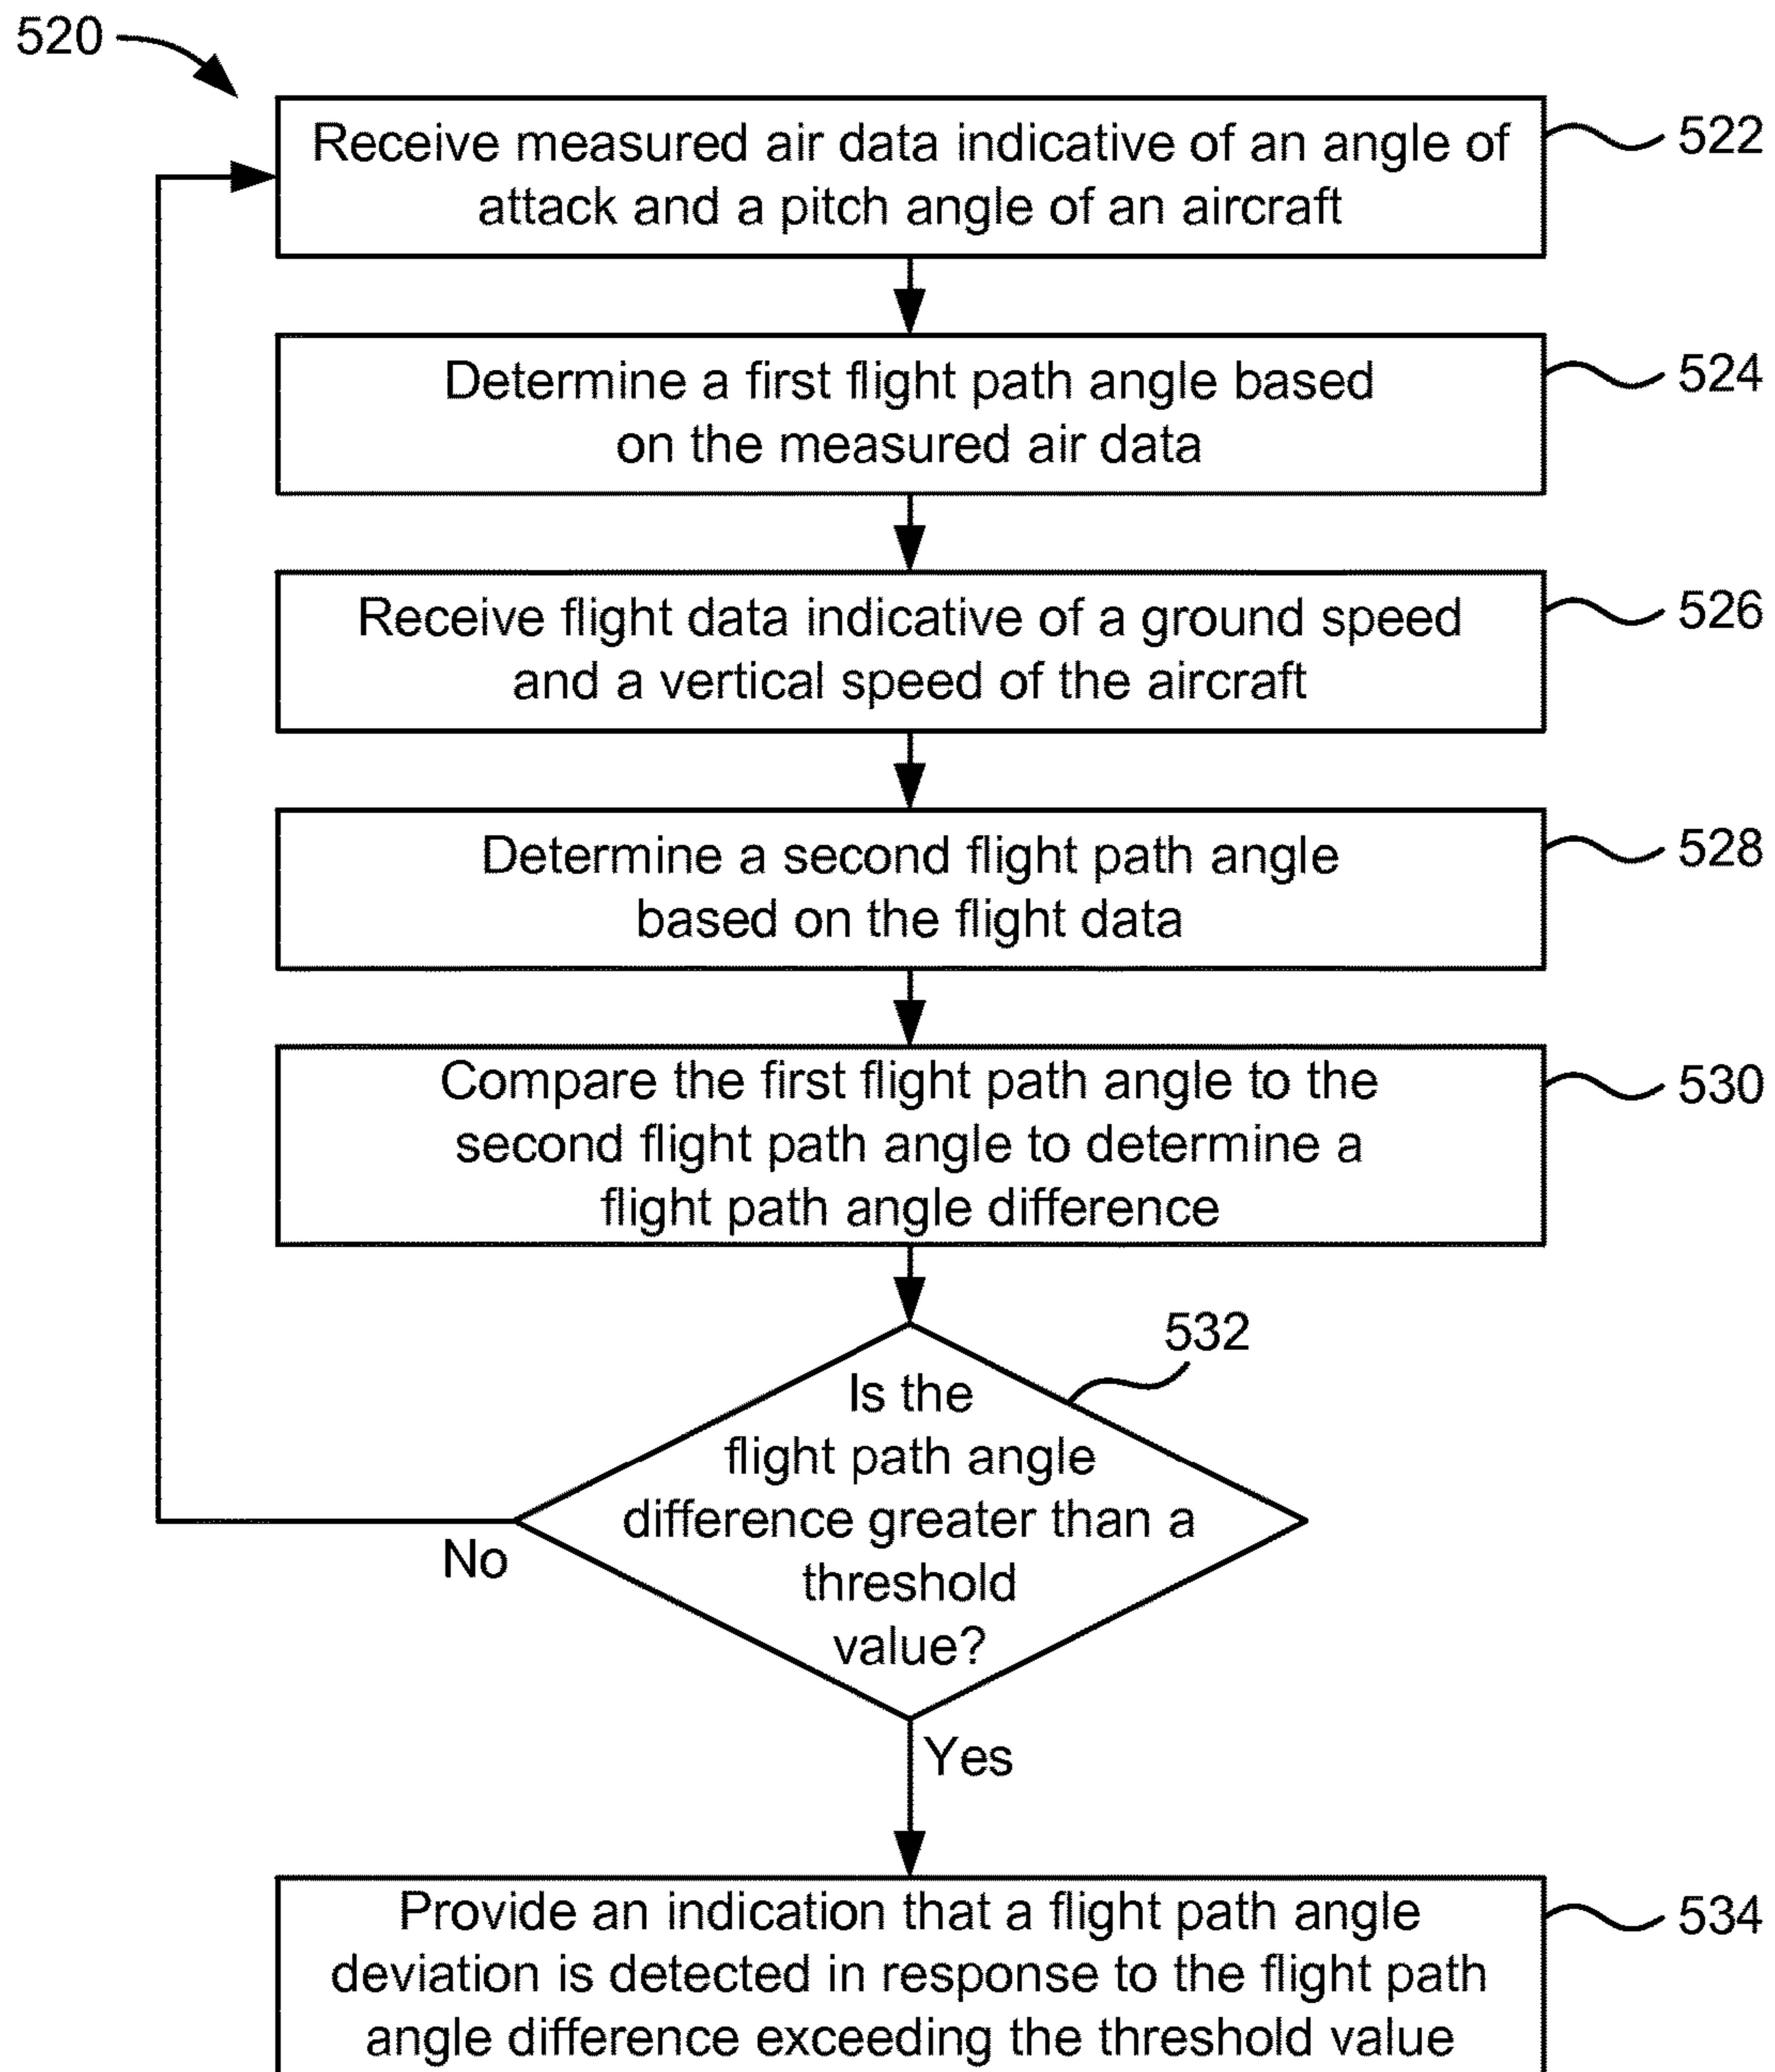 520
Receive measured air data indicative of an angle of
attack and a pitch angle of an aircraft
522
Determine a first flight path angle based
on the measured air data
524
Receive flight data indicative of a ground speed
and a vertical speed of the aircraft
526
Determine a second flight path angle
based on the flight data
528
Compare the first flight path angle to the
second flight path angle to determine a
flight path angle difference
530
532
Is the
flight path angle
difference greater than a
threshold
value?
No
Yes
Provide an indication that a flight path angle
deviation is detected in response to the flight path
angle difference exceeding the threshold value
534